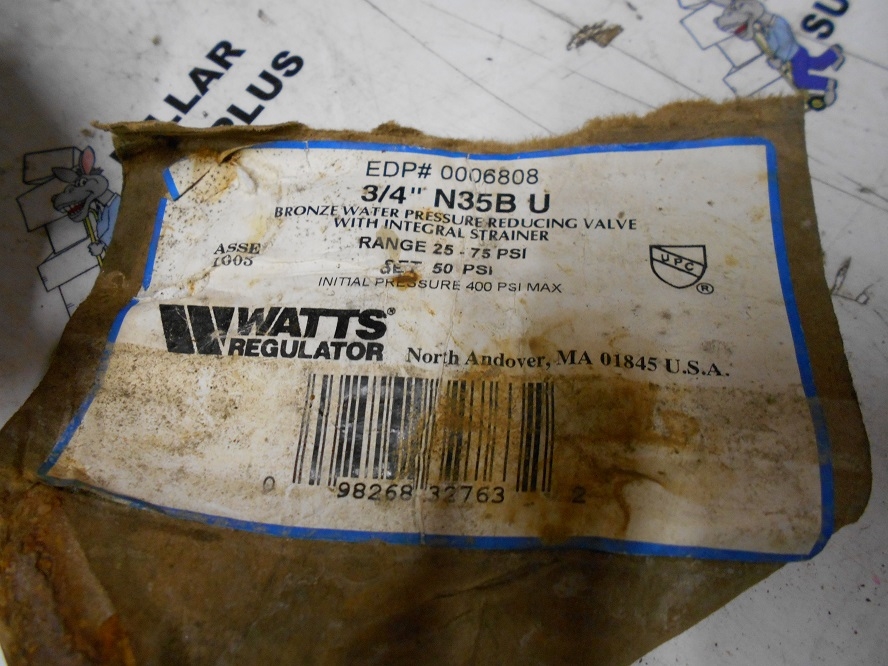 LLAR
PLUS
SU
EDP# 0006808
3/4" N35B U
BRONZE WATER PRESSURE REDUCING VALVE
WITH INTEGRAL STRAINER
ASSE
1003
RANGE 25 - 75 PSI
SET 50 PSI
INITIAL PRESSURE 400 PSI MAX
UPC
®
WATTS®
REGULATOR
North Andover, MA 01845 U.S.A.
0 98268 32763 2